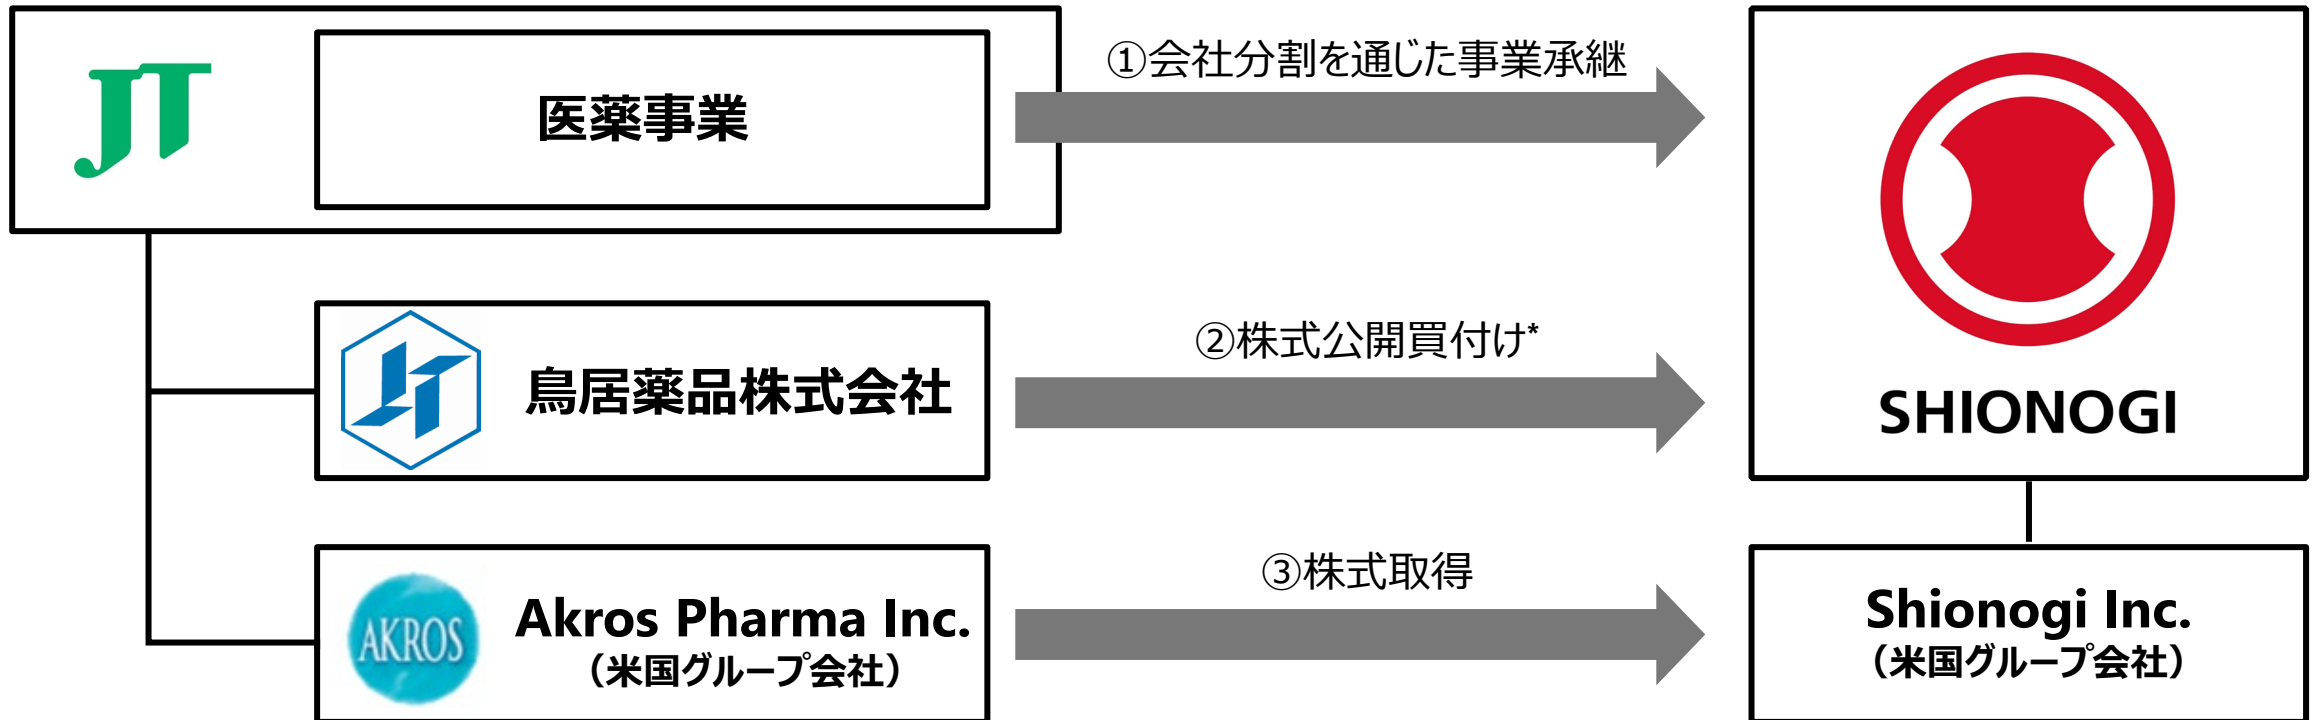 JT
医薬事業
①会社分割を通じた事業承継
鳥居薬品株式会社
②株式公開買付け*
SHIONOGI
AKROS
Akros Pharma Inc.
（米国グループ会社）
③株式取得
Shionogi Inc.
（米国グループ会社）